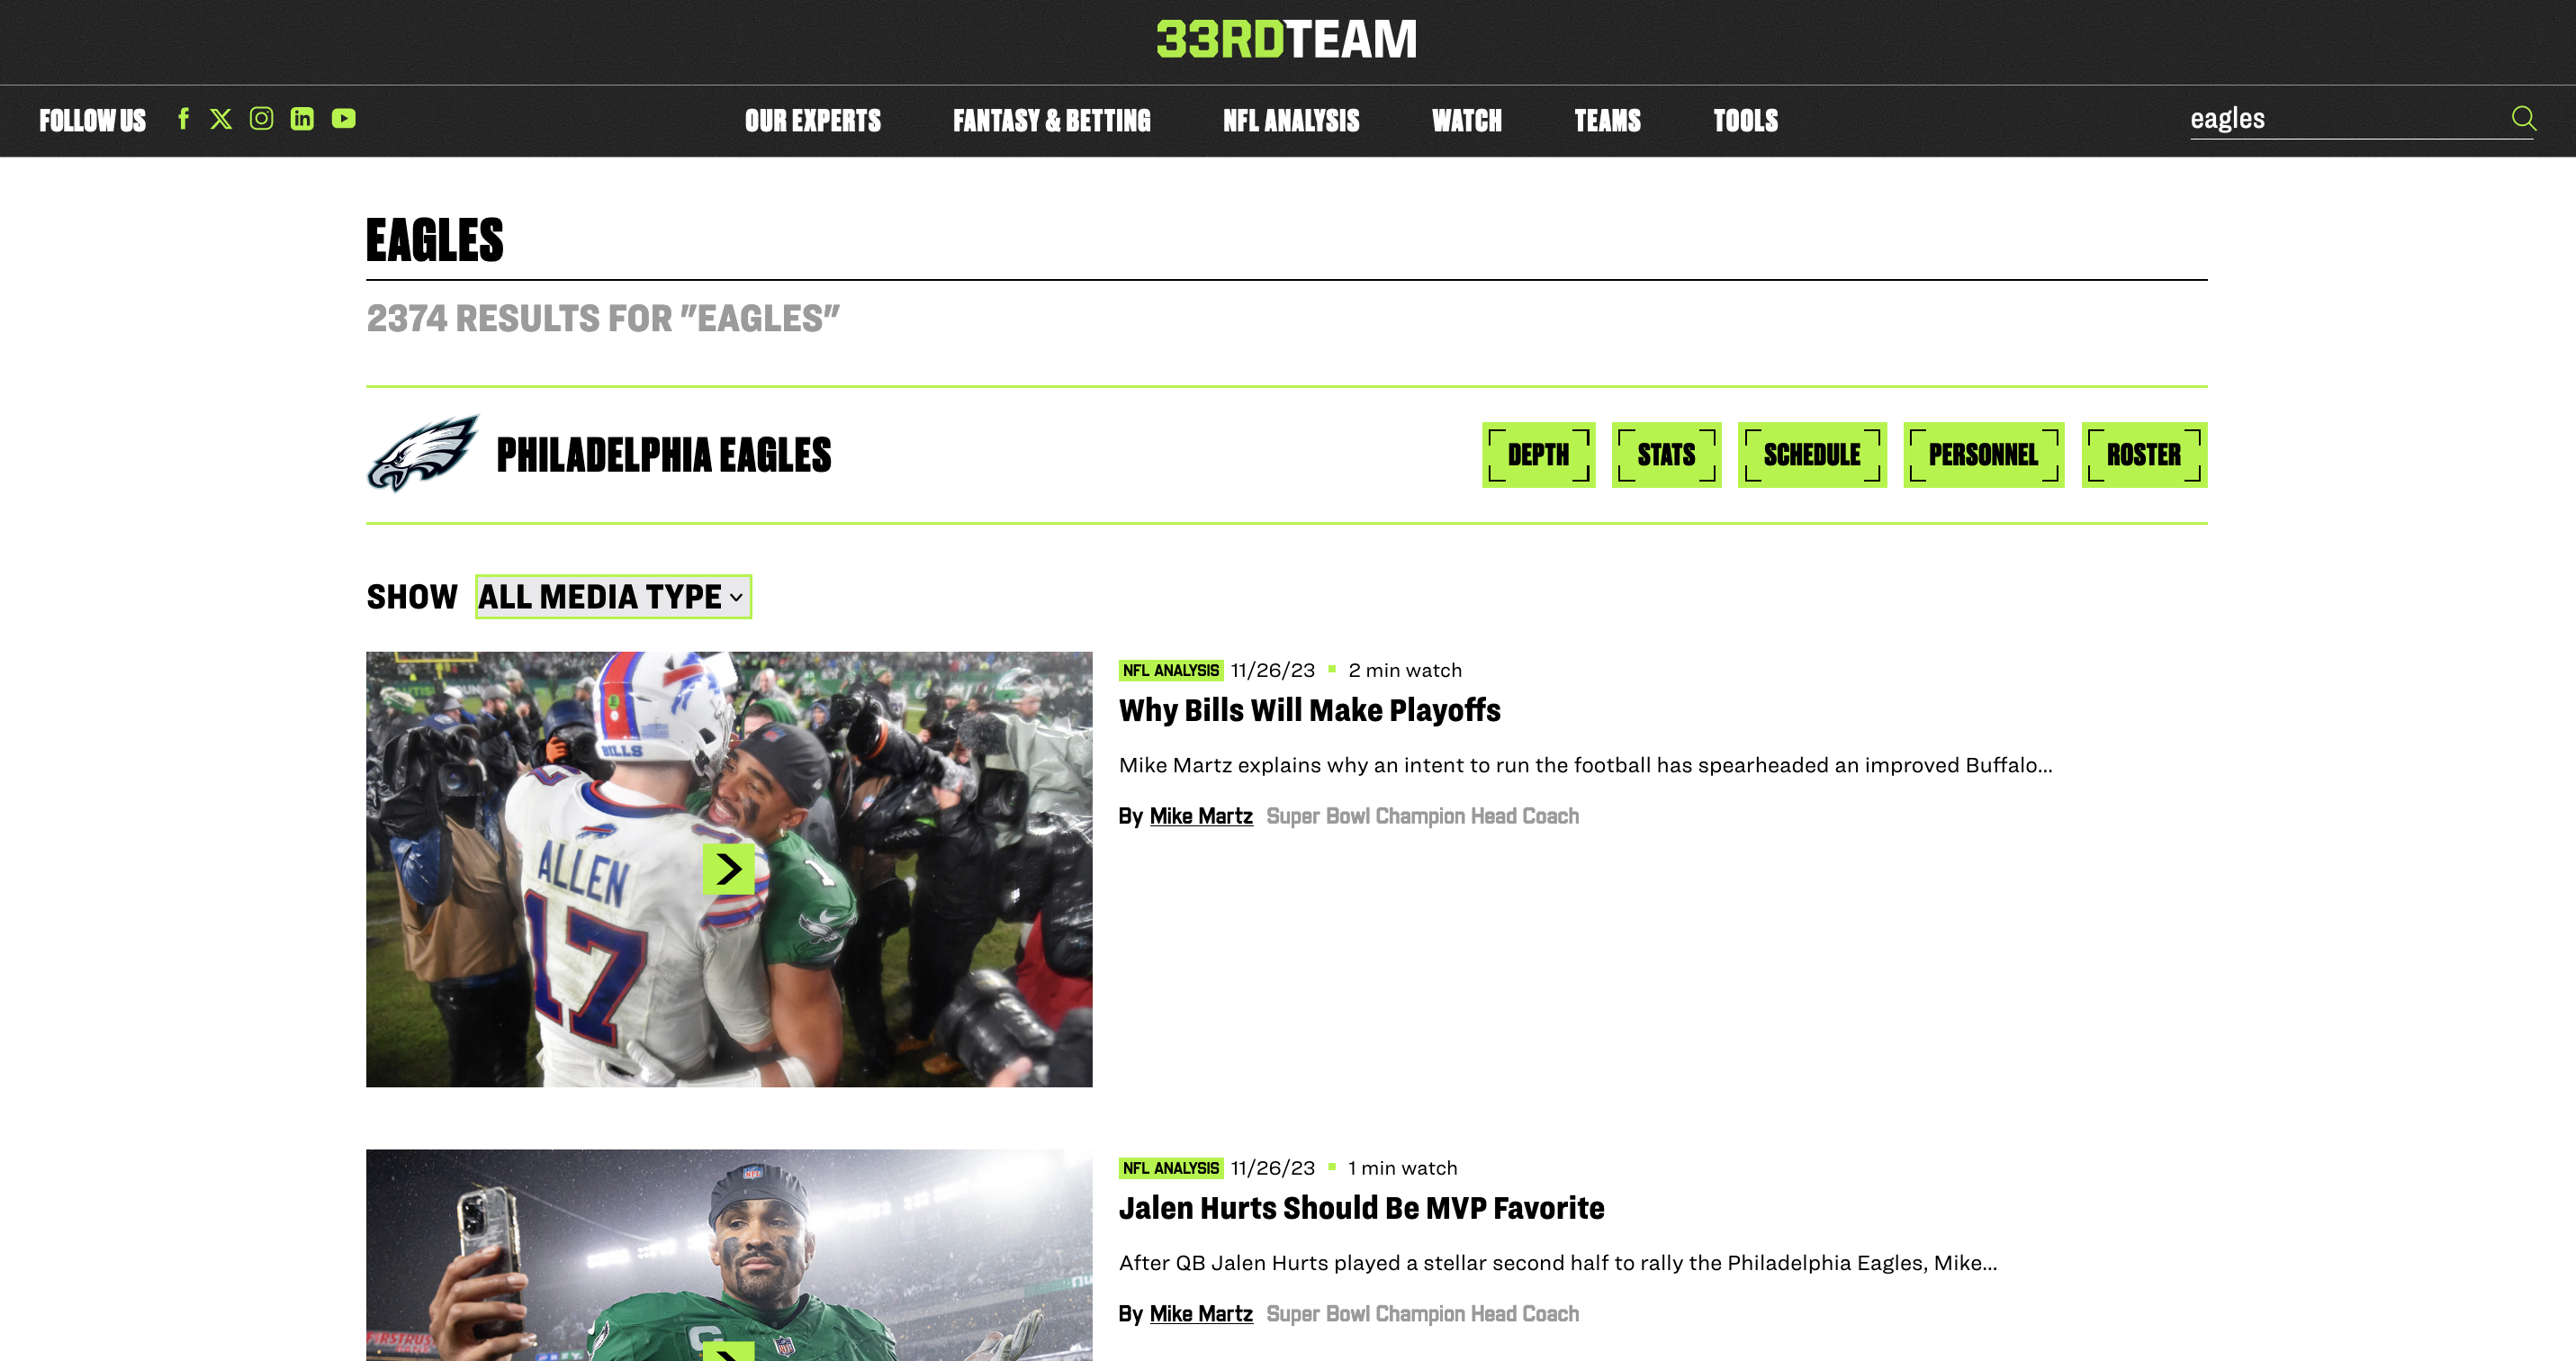 33RDTEAM
FOLLOW US
OUR EXPERTS FANTASY & BETTING NFL ANALYSIS WATCH TEAMS TOOLS
eagles
EAGLES
2374 RESULTS FOR "EAGLES"
PHILADELPHIA EAGLES
DEPTH STATS SCHEDULE PERSONNEL ROSTER
SHOW ALL MEDIA TYPE
BILLS
ALLEN
17
1
NFL ANALYSIS 11/26/23 2 min watch
Why Bills Will Make Playoffs
Mike Martz explains why an intent to run the football has spearheaded an improved Buffalo...
By Mike Martz Super Bowl Champion Head Coach
NFL
C
NFL ANALYSIS 11/26/23 1 min watch
Jalen Hurts Should Be MVP Favorite
After QB Jalen Hurts played a stellar second half to rally the Philadelphia Eagles, Mike...
By Mike Martz Super Bowl Champion Head Coach